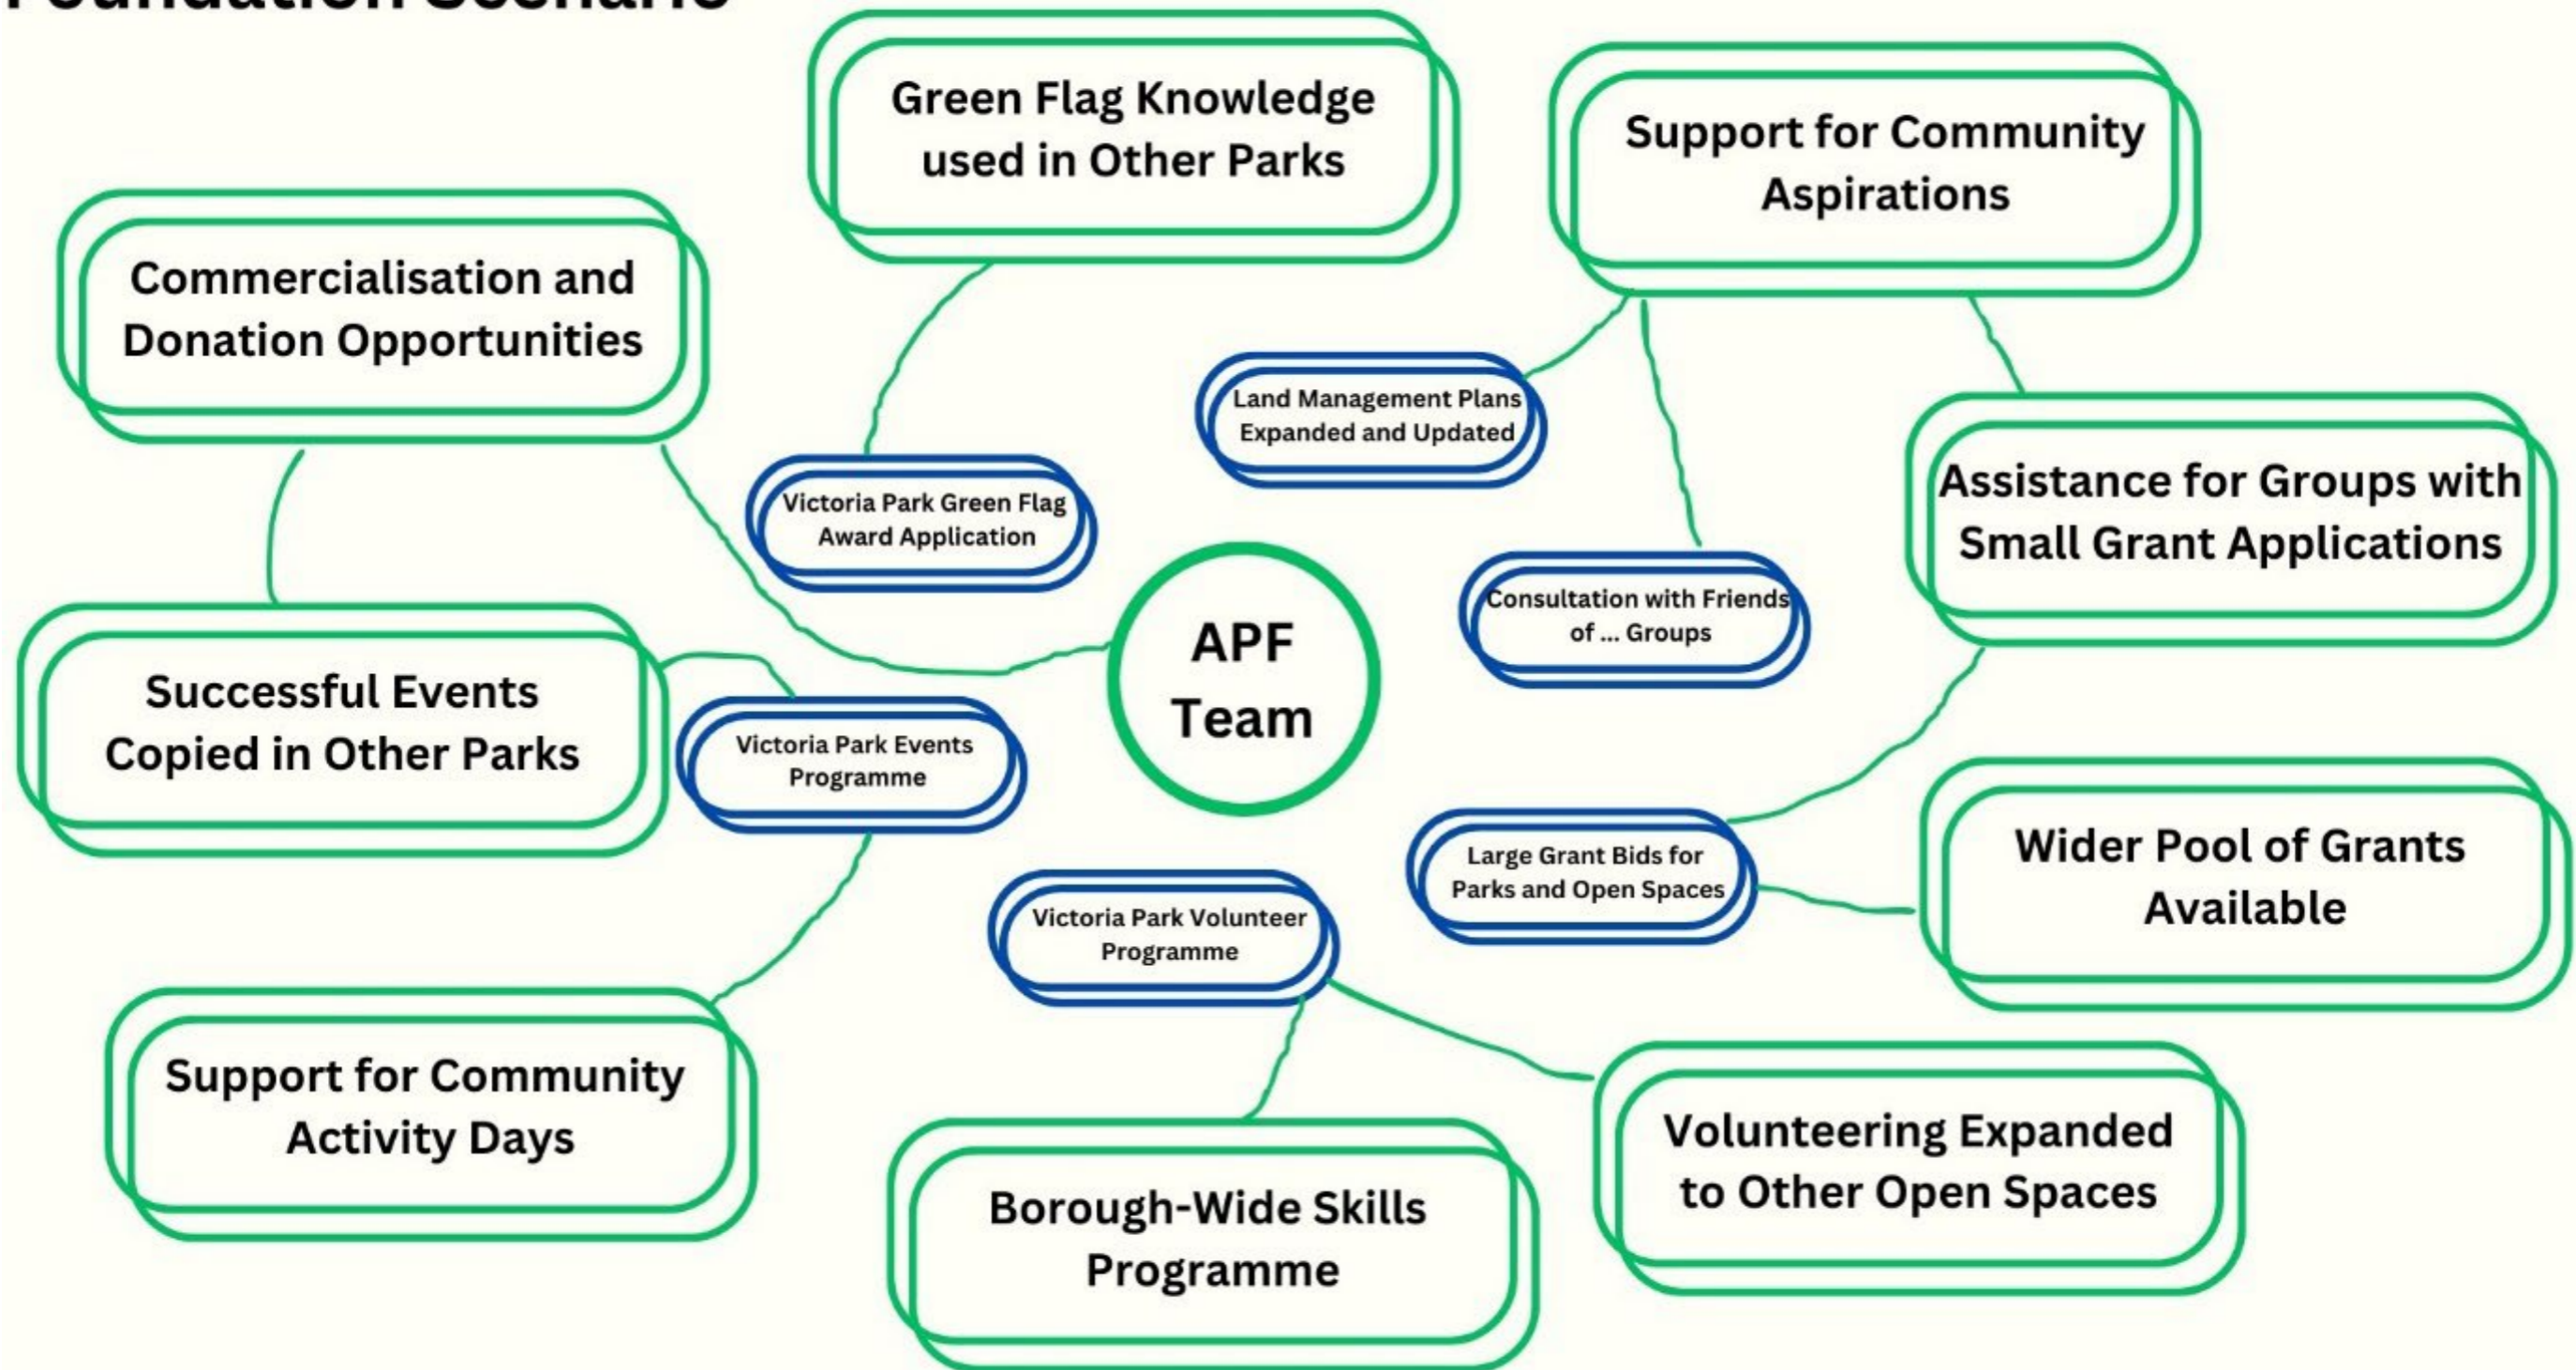 Foundation Scenario
Green Flag Knowledge
used in Other Parks
Support for Community
Aspirations
Commercialisation and
Donation Opportunities
Land Management Plans
Expanded and Updated
Victoria Park Green Flag
Award Application
Assistance for Groups with
Small Grant Applications
Consultation with Friends
of ... Groups
APF
Team
Successful Events
Copied in Other Parks
Victoria Park Events
Programme
Large Grant Bids for
Parks and Open Spaces
Wider Pool of Grants
Available
Victoria Park Volunteer
Programme
Support for Community
Activity Days
Volunteering Expanded
to Other Open Spaces
Borough-Wide Skills
Programme